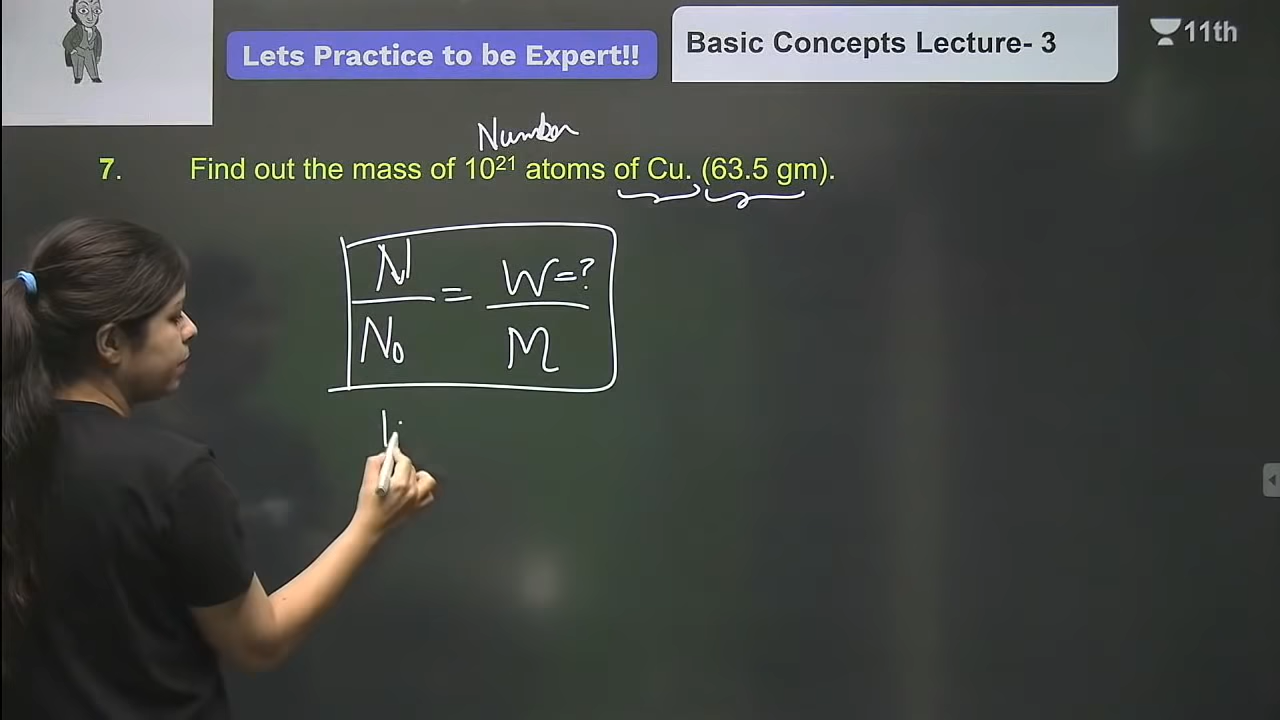 Lets Practice to be Expert!!
Basic Concepts Lecture- 3
11th
Number
7. Find out the mass of 10²¹ atoms of Cu. (63.5 gm).
N/N₀ = W=?/M